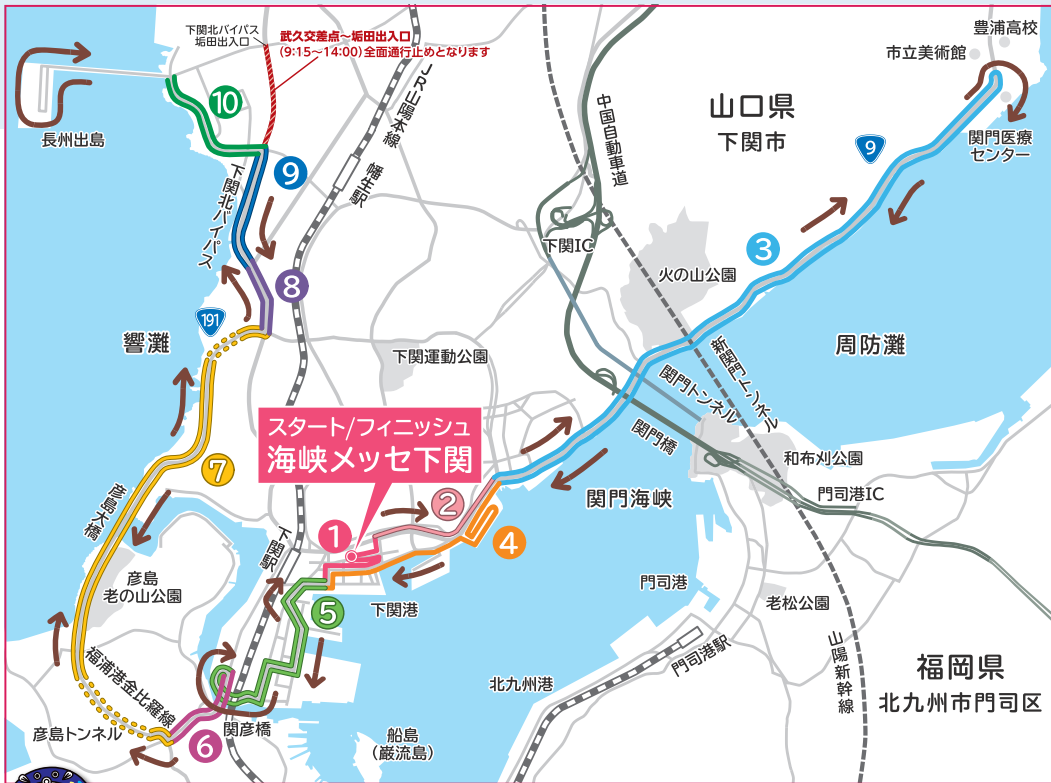 下関北バイパス
垢田出入口
武久交差点～垢田出入口
(9:15～14:00)全面通行止めとなります
豊浦高校
市立美術館
関門医療
センター
長州出島
10
9
下関北バイパス
JR山陽本線
幡生駅
中国自動車道
山口県
下関市
9
3
下関IC
火の山公園
8
191
響灘
下関運動公園
周防灘
新関門トンネル
関門トンネル
関門橋
和布刈公園
門司港IC
スタート/フィニッシュ
海峡メッセ下関
関門海峡
7
彦島大橋
1
2
4
下関駅
彦島
老の山公園
5
下関港
門司港
老松公園
福浦港金比羅線
門司港駅
山陽新幹線
福岡県
北九州市門司区
北九州港
彦島トンネル
6
関彦橋
船島
(巌流島)